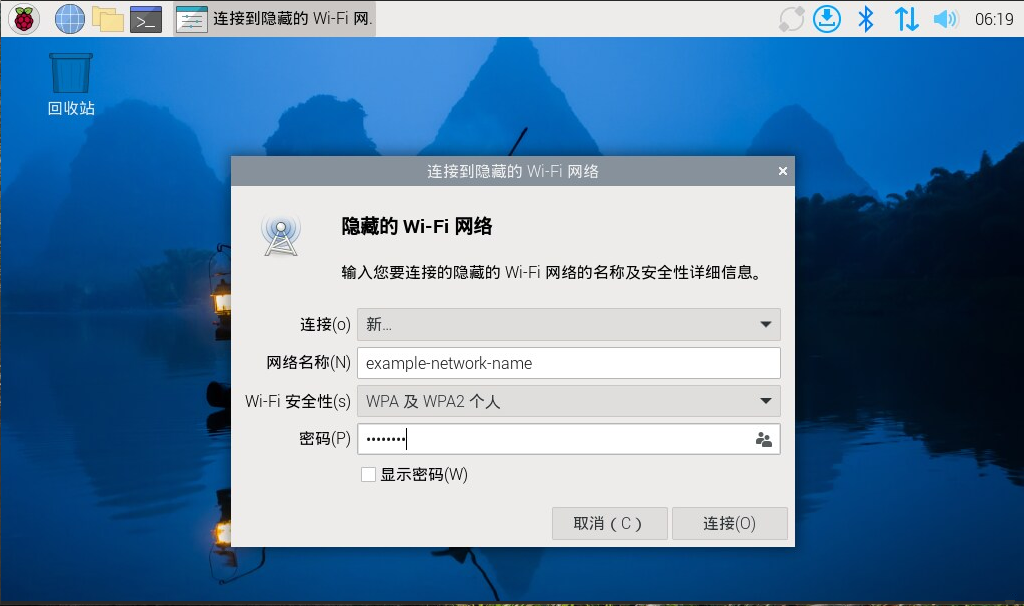 连接到隐藏的 Wi-Fi 网.
06:19
回收站
连接到隐藏的 Wi-Fi 网络
隐藏的 Wi-Fi 网络
输入您要连接的隐藏的 Wi-Fi 网络的名称及安全性详细信息。
连接(o) 新...
网络名称(N) example-network-name
Wi-Fi 安全性(s) WPA 及 WPA2 个人
密码(P) ••••••••
显示密码(W)
取消（C） 连接(O)